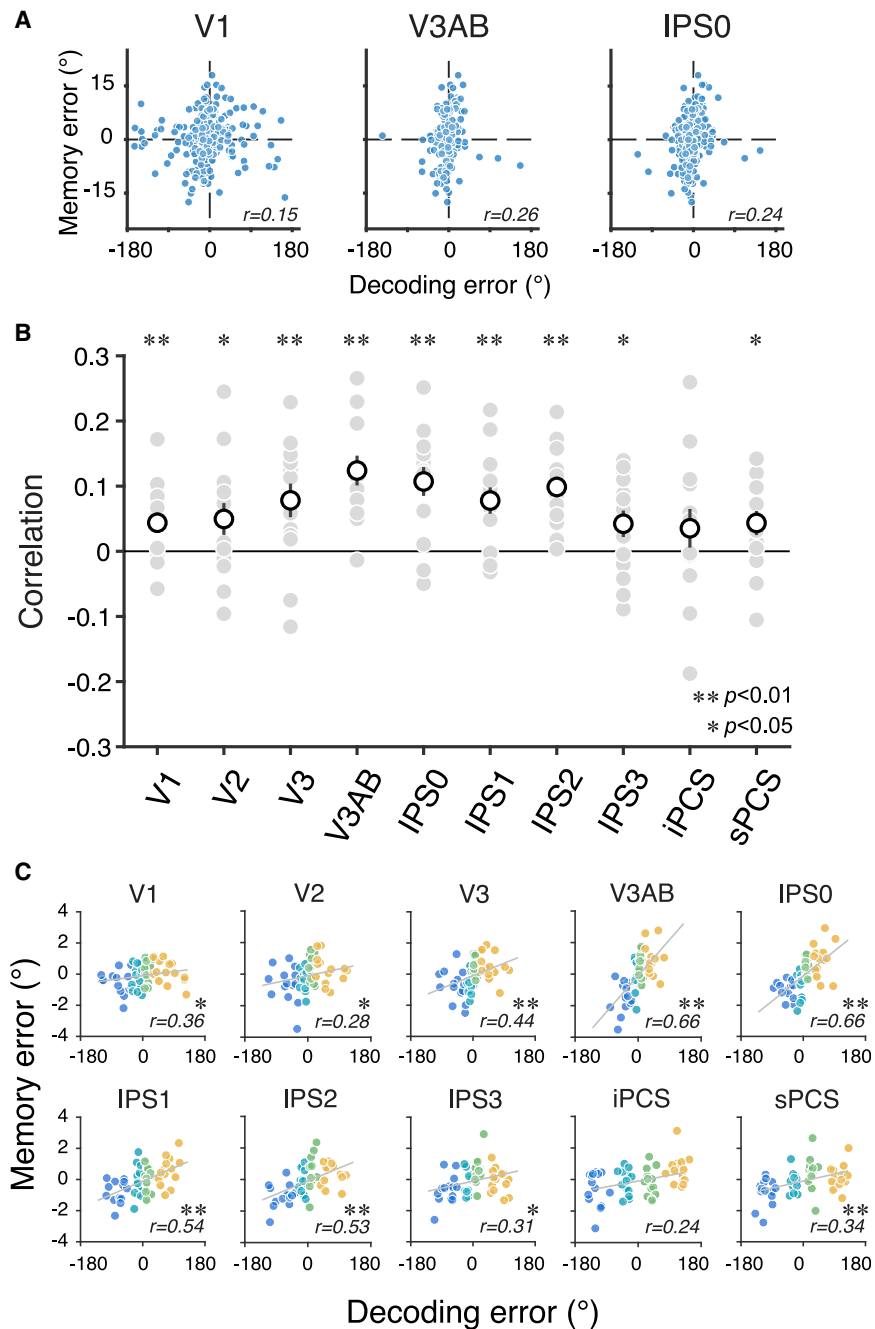 A
V1 V3AB IPS0
Memory error (°)
15
0
-15
r=0.15 r=0.26 r=0.24
-180 0 180 -180 0 180 -180 0 180
Decoding error (°)
B
** * ** ** ** ** ** * *
0.3
0.2
0.1
0
-0.1
-0.2
-0.3
Correlation
** p<0.01
* p<0.05
V1 V2 V3 V3AB IPS0 IPS1 IPS2 IPS3 iPCS sPCS
C
V1 V2 V3 V3AB IPS0
4
2
0
-2
-4
* * ** ** **
r=0.36 r=0.28 r=0.44 r=0.66 r=0.66
-180 0 180 -180 0 180 -180 0 180 -180 0 180 -180 0 180
Memory error (°)
IPS1 IPS2 IPS3 iPCS sPCS
4
2
0
-2
-4
** ** * **
r=0.54 r=0.53 r=0.31 r=0.24 r=0.34
-180 0 180 -180 0 180 -180 0 180 -180 0 180 -180 0 180
Decoding error (°)